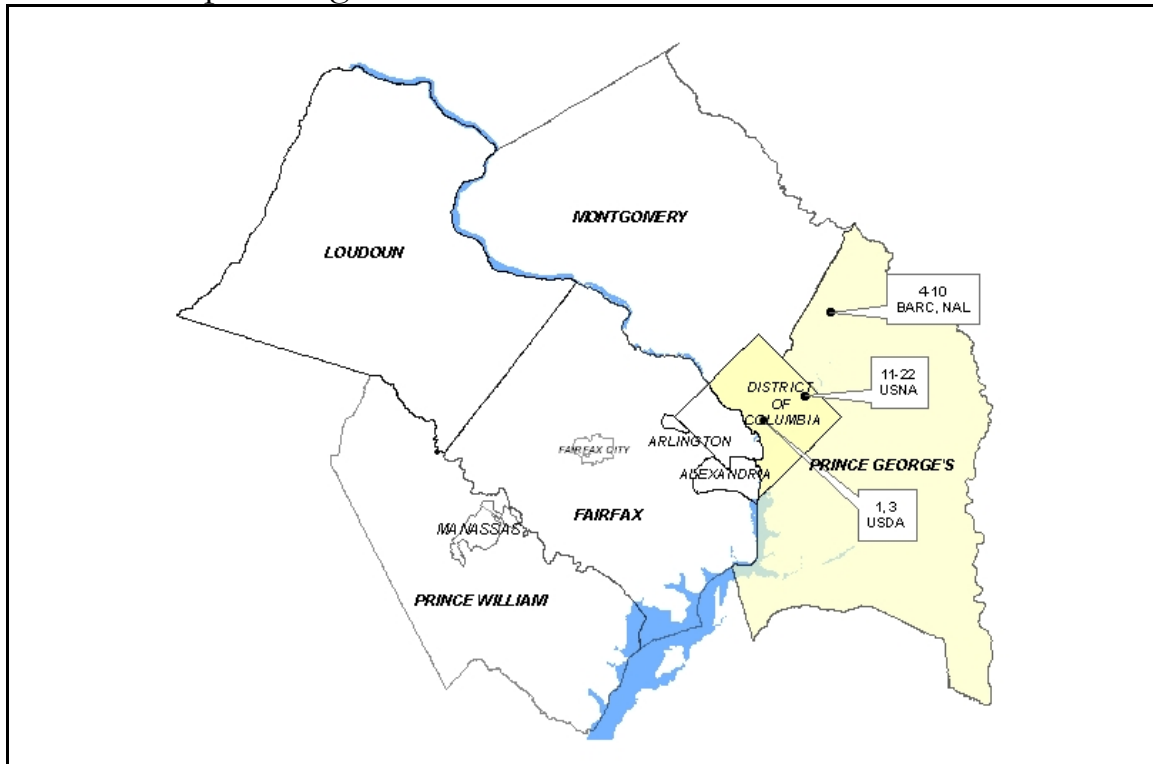 MONTGOMERY
LOUDOUN
4-10
BARC, NAL
11-22
USNA
DISTRICT
OF
COLUMBIA
ARLINGTON
FAIRFAX CITY
PRINCE GEORGE'S
ALEXANDRIA
1, 3
USDA
FAIRFAX
MANASSAS
PRINCE WILLIAM